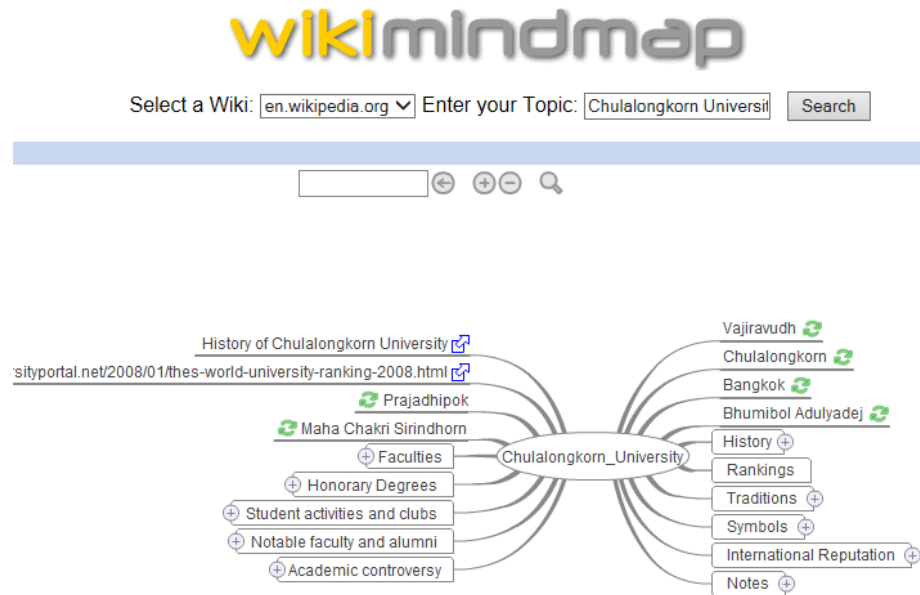 wikimindmap
Select a Wiki: en.wikipedia.org Enter your Topic: Chulalongkorn Universit Search
History of Chulalongkorn University
sityportal.net/2008/01/thes-world-university-ranking-2008.html
Prajadhipok
Maha Chakri Sirindhorn
Faculties
Honorary Degrees
Student activities and clubs
Notable faculty and alumni
Academic controversy
Chulalongkorn_University
Vajiravudh
Chulalongkorn
Bangkok
Bhumibol Adulyadej
History
Rankings
Traditions
Symbols
International Reputation
Notes